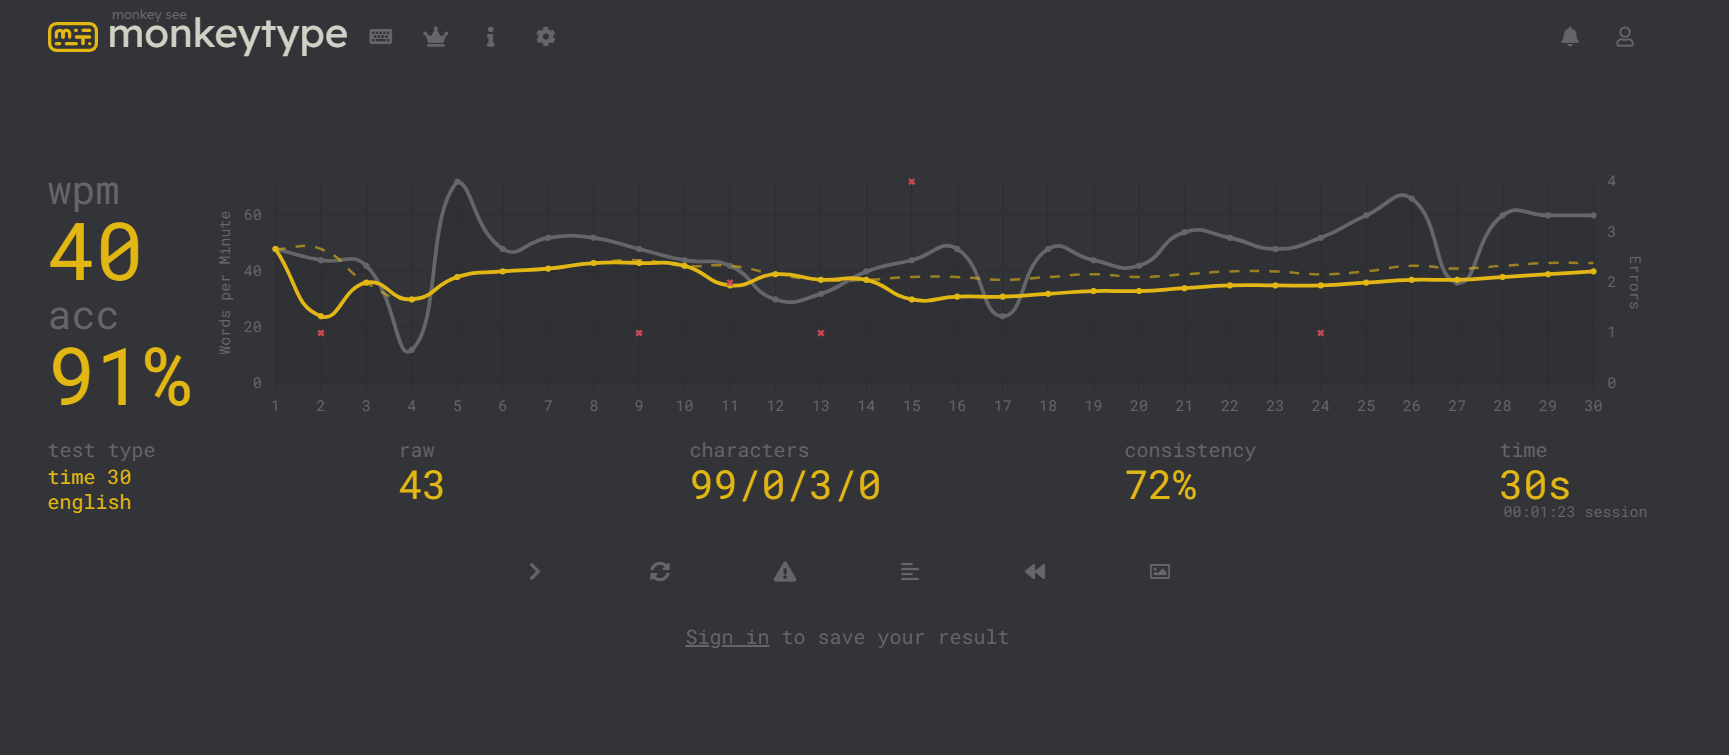 monkey see
monkeytype
wpm
40
acc
91%
Words per Minute
60
40
20
0
4
3
2
1
0
Errors
1 2 3 4 5 6 7 8 9 10 11 12 13 14 15 16 17 18 19 20 21 22 23 24 25 26 27 28 29 30
test type
time 30
english
raw
43
characters
99/0/3/0
consistency
72%
time
30s
00:01:23 session
Sign in to save your result